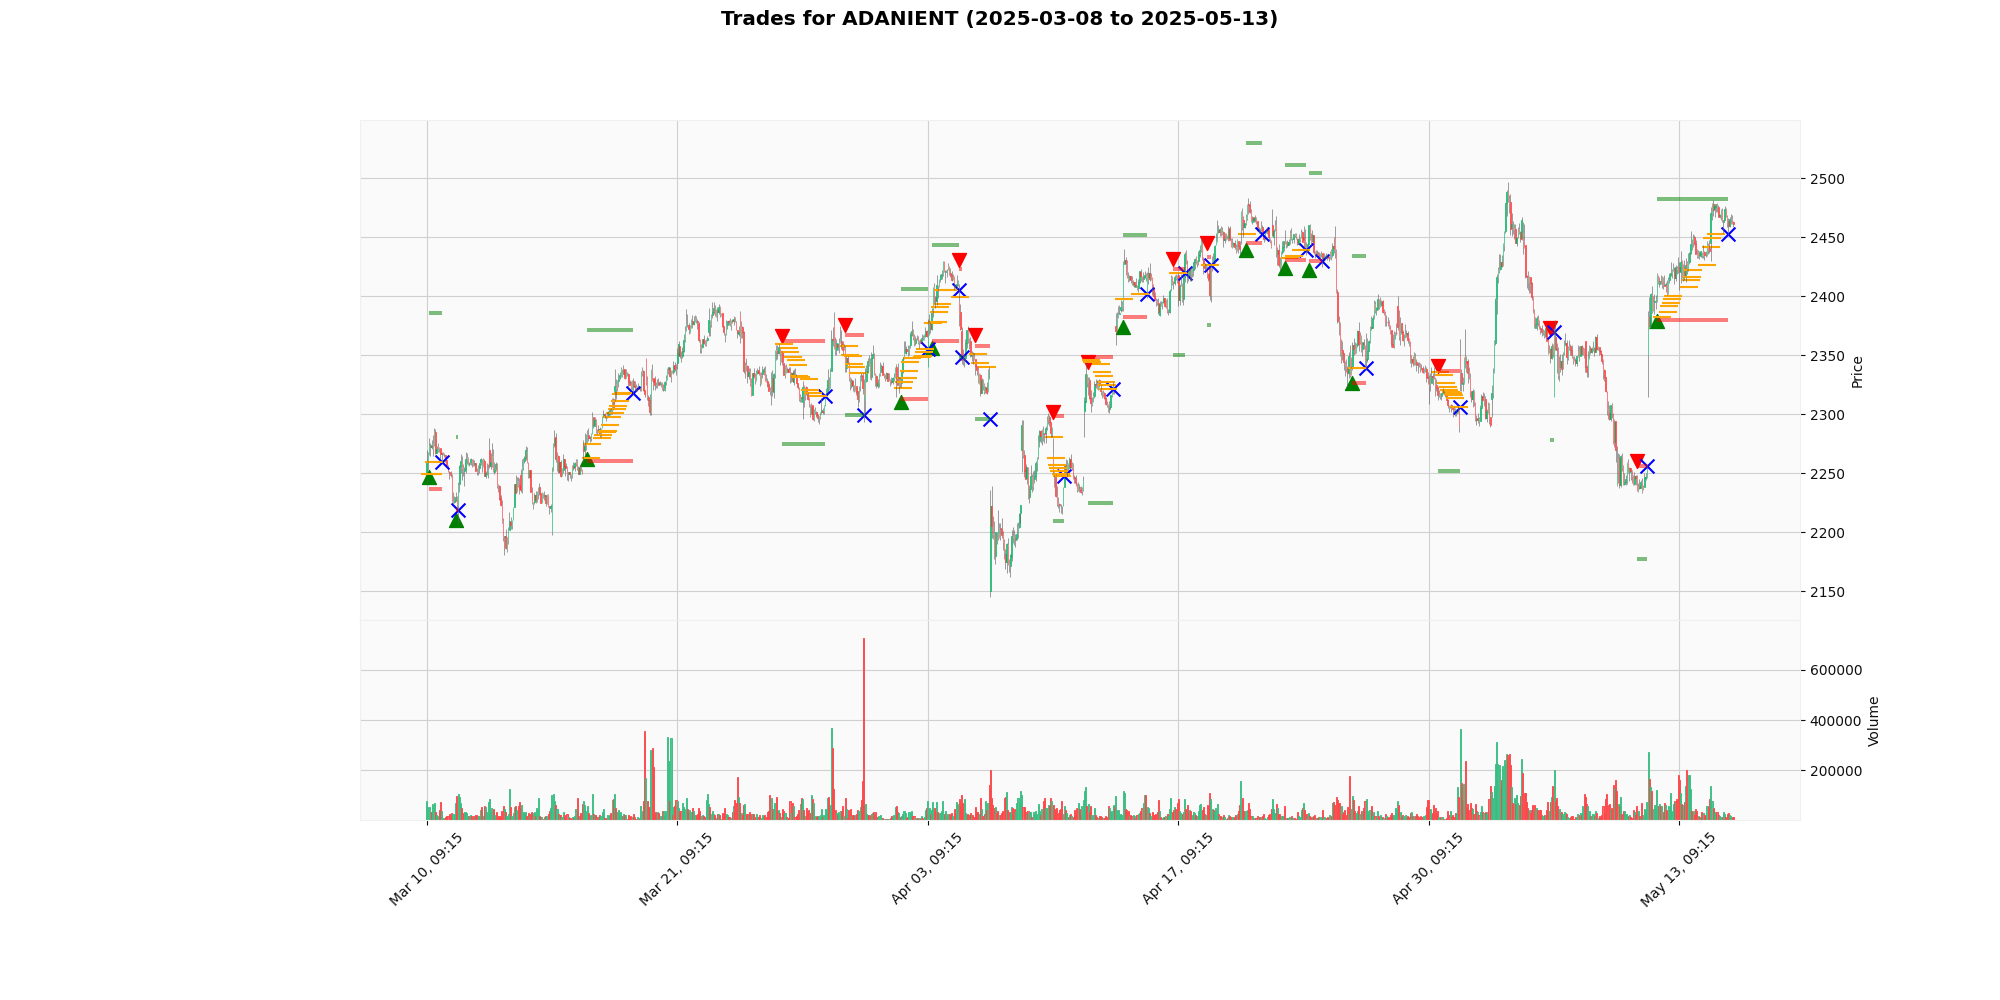 Trades for ADANIENT (2025-03-08 to 2025-05-13)
2500
2450
2400
2350
2300
2250
2200
2150
Price
600000
400000
200000
Volume
Mar 10, 09:15
Mar 21, 09:15
Apr 03, 09:15
Apr 17, 09:15
Apr 30, 09:15
May 13, 09:15